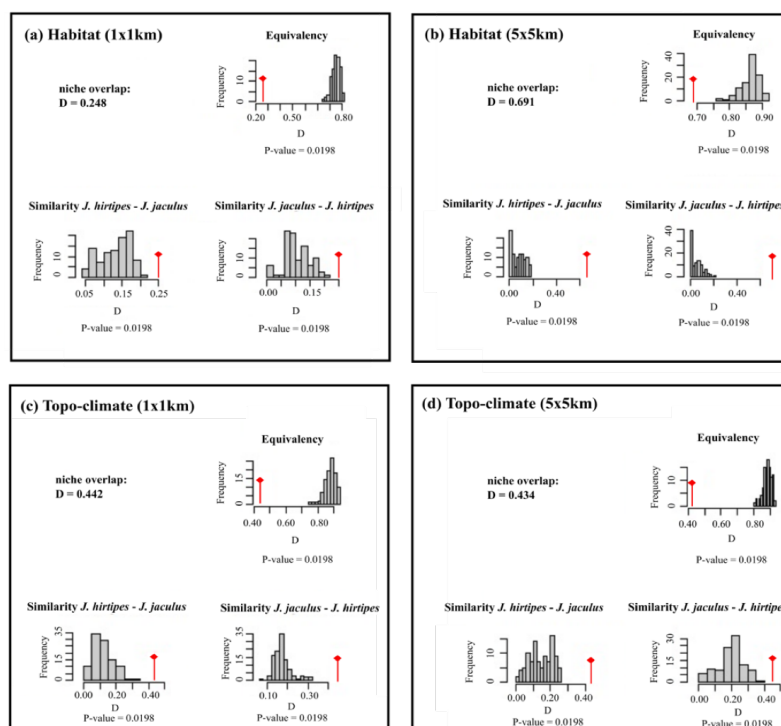 (a) Habitat (1x1km)
Equivalency
niche overlap:
D = 0.248
Frequency
0 10
0.20 0.50 0.80
D
P-value = 0.0198
Similarity J. hirtipes - J. jaculus
Similarity J. jaculus - J. hirtipes
Frequency
0 10
0.05 0.15 0.25
D
P-value = 0.0198
Frequency
0 10
0.00 0.15
D
P-value = 0.0198
(b) Habitat (5x5km)
Equivalency
niche overlap:
D = 0.691
Frequency
0 20 40
0.70 0.80 0.90
D
P-value = 0.0198
Similarity J. hirtipes - J. jaculus
Similarity J. jaculus - J. hirtipes
Frequency
0 10
0.00 0.40
D
P-value = 0.0198
Frequency
0 20 40
0.00 0.40
D
P-value = 0.0198
(c) Topo-climate (1x1km)
Equivalency
niche overlap:
D = 0.442
Frequency
0 15
0.40 0.60 0.80
D
P-value = 0.0198
Similarity J. hirtipes - J. jaculus
Similarity J. jaculus - J. hirtipes
Frequency
0 15 35
0.00 0.20 0.40
D
P-value = 0.0198
Frequency
0 15 35
0.10 0.30
D
P-value = 0.0198
(d) Topo-climate (5x5km)
Equivalency
niche overlap:
D = 0.434
Frequency
0 10
0.40 0.60 0.80
D
P-value = 0.0198
Similarity J. hirtipes - J. jaculus
Similarity J. jaculus - J. hirtipes
Frequency
0 10
0.00 0.20 0.40
D
P-value = 0.0198
Frequency
0 15 30
0.00 0.20 0.40
D
P-value = 0.0198